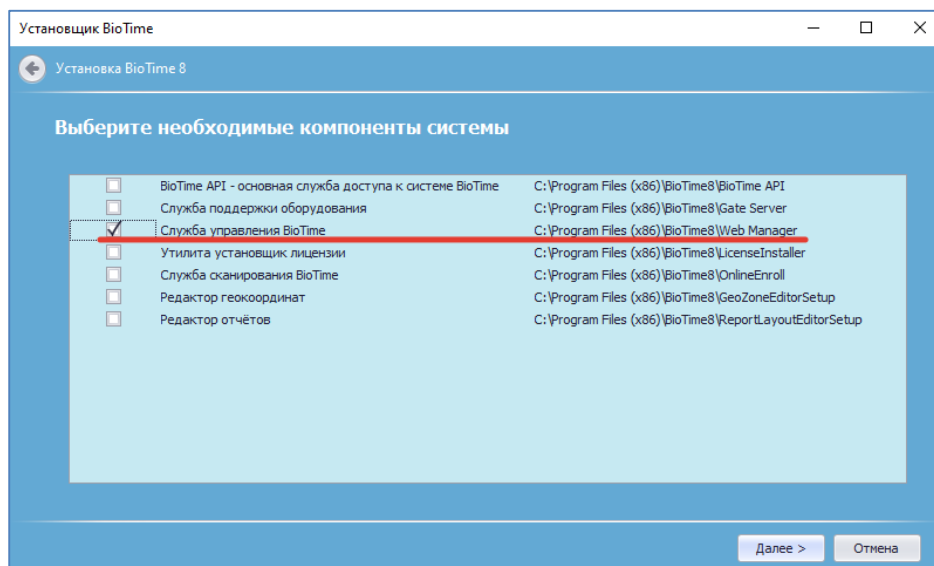 Установщик BioTime
Установка BioTime 8
Выберите необходимые компоненты системы
BioTime API - основная служба доступа к системе BioTime C:\Program Files (x86)\BioTime8\BioTime API
Служба поддержки оборудования C:\Program Files (x86)\BioTime8\Gate Server
Служба управления BioTime C:\Program Files (x86)\BioTime8\Web Manager
Утилита установщик лицензии C:\Program Files (x86)\BioTime8\LicenseInstaller
Служба сканирования BioTime C:\Program Files (x86)\BioTime8\OnlineEnroll
Редактор геокоординат C:\Program Files (x86)\BioTime8\GeoZoneEditorSetup
Редактор отчётов C:\Program Files (x86)\BioTime8\ReportLayoutEditorSetup
Далее > Отмена